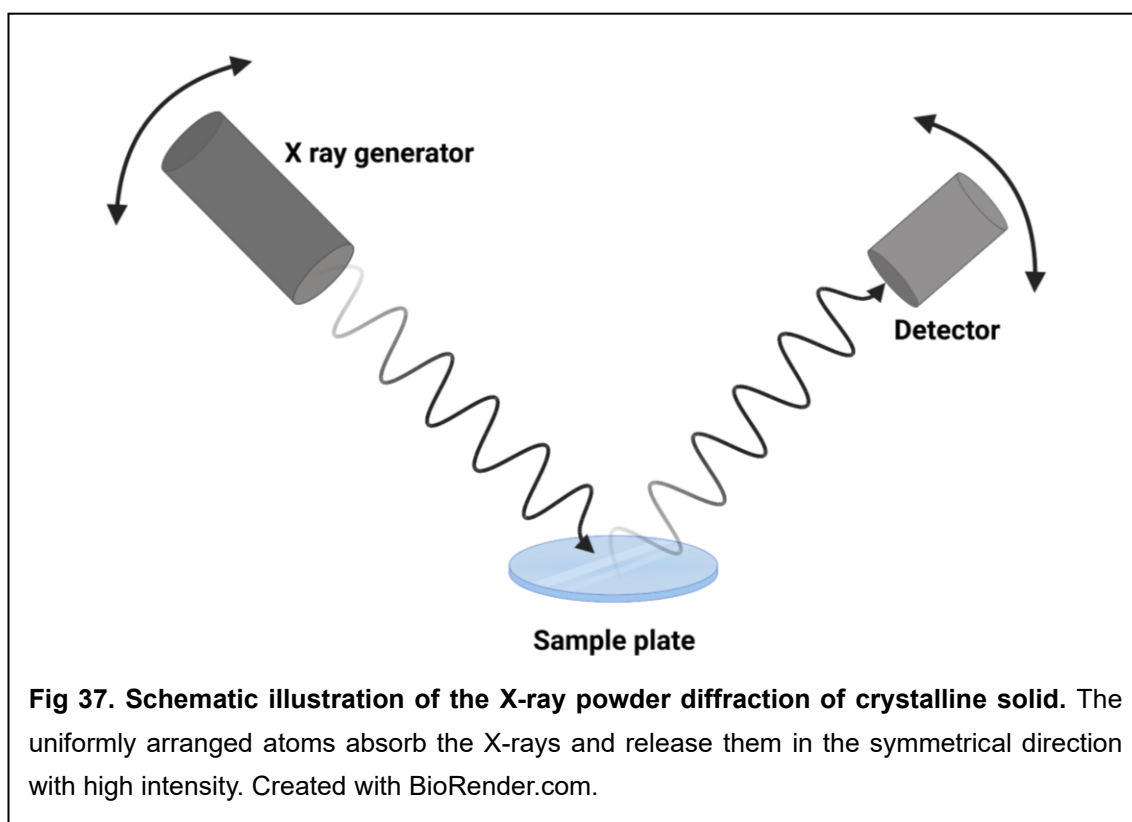 X ray generator
Detector
Sample plate
Fig 37. Schematic illustration of the X-ray powder diffraction of crystalline solid. The
uniformly arranged atoms absorb the X-rays and release them in the symmetrical direction
with high intensity. Created with BioRender.com.